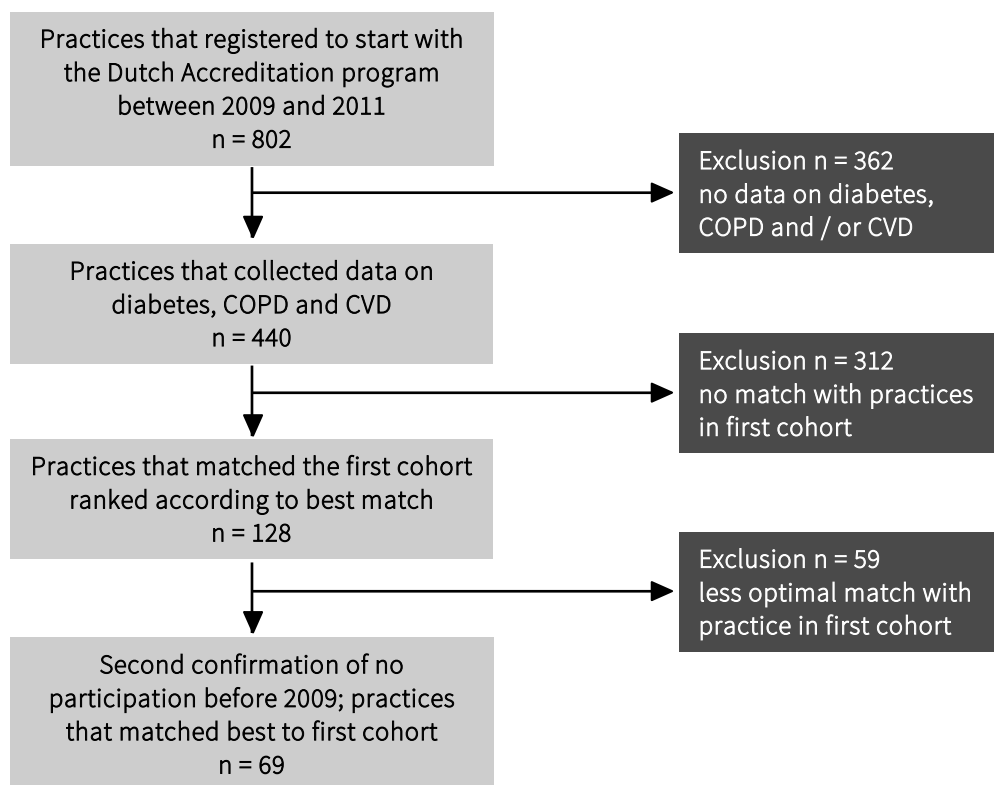 Practices that registered to start with
the Dutch Accreditation program
between 2009 and 2011
n = 802
Exclusion n = 362
no data on diabetes,
COPD and / or CVD
Practices that collected data on
diabetes, COPD and CVD
n = 440
Exclusion n = 312
no match with practices
in first cohort
Practices that matched the first cohort
ranked according to best match
n = 128
Exclusion n = 59
less optimal match with
practice in first cohort
Second confirmation of no
participation before 2009; practices
that matched best to first cohort
n = 69